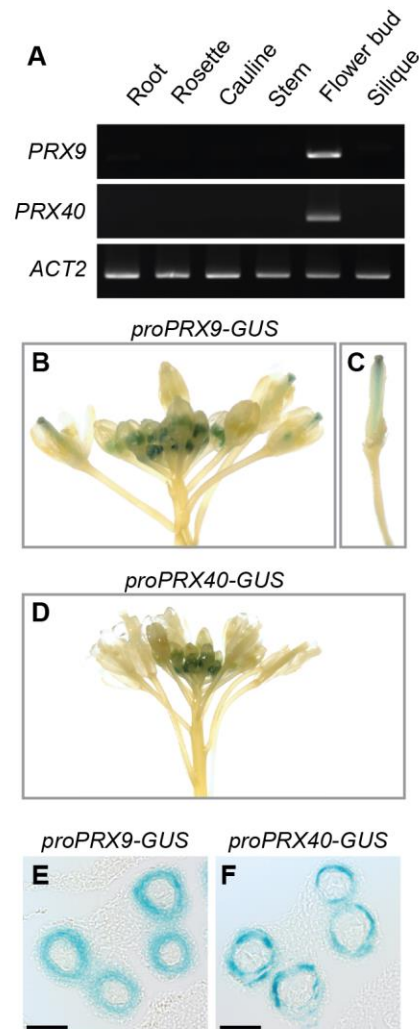 A
Root
Rosette
Cauline
Stem
Flower bud
Silique
PRX9
PRX40
ACT2
proPRX9-GUS
B
C
proPRX40-GUS
D
proPRX9-GUS proPRX40-GUS
E
F